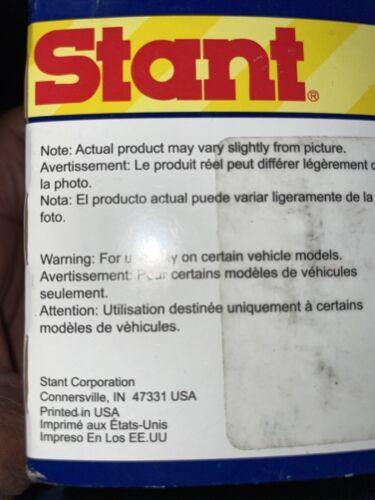 Stant®
Note: Actual product may vary slightly from picture.
Avertissement: Le produit réel peut différer légèrement
la photo.
Nota: El producto actual puede variar ligeramente de la
foto.
Warning: For on certain vehicle models.
Avertissement: certains modèles de véhicules
seulement.
Attention: Utilisation destinée uniquement à certains
modèles de vèhicules.
Stant Corporation
Connersville, IN 47331 USA
Printed in USA
Imprimé aux États-Unis
Impreso En Los EE.UU